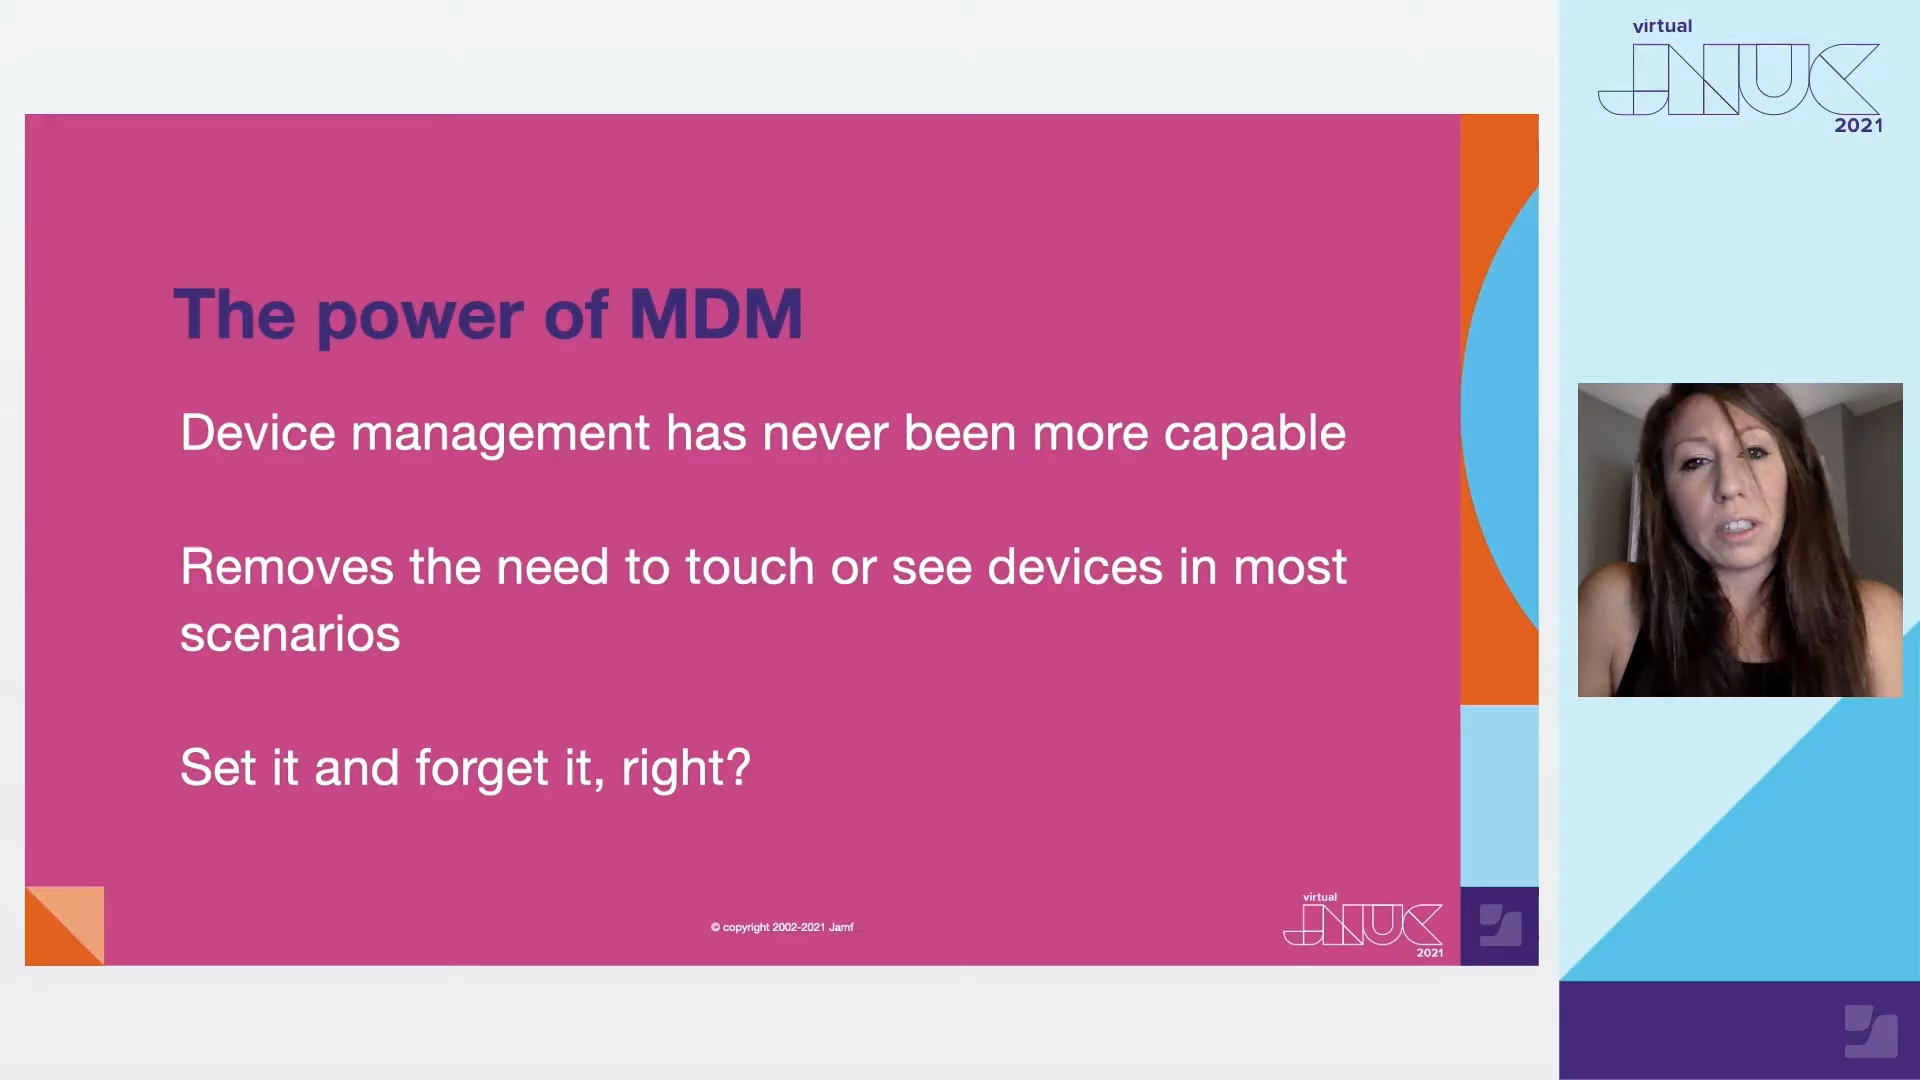 virtual
JNUC
2021
The power of MDM
Device management has never been more capable
Removes the need to touch or see devices in most
scenarios
Set it and forget it, right?
© copyright 2002-2021 Jamf
virtual
JNUC
2021